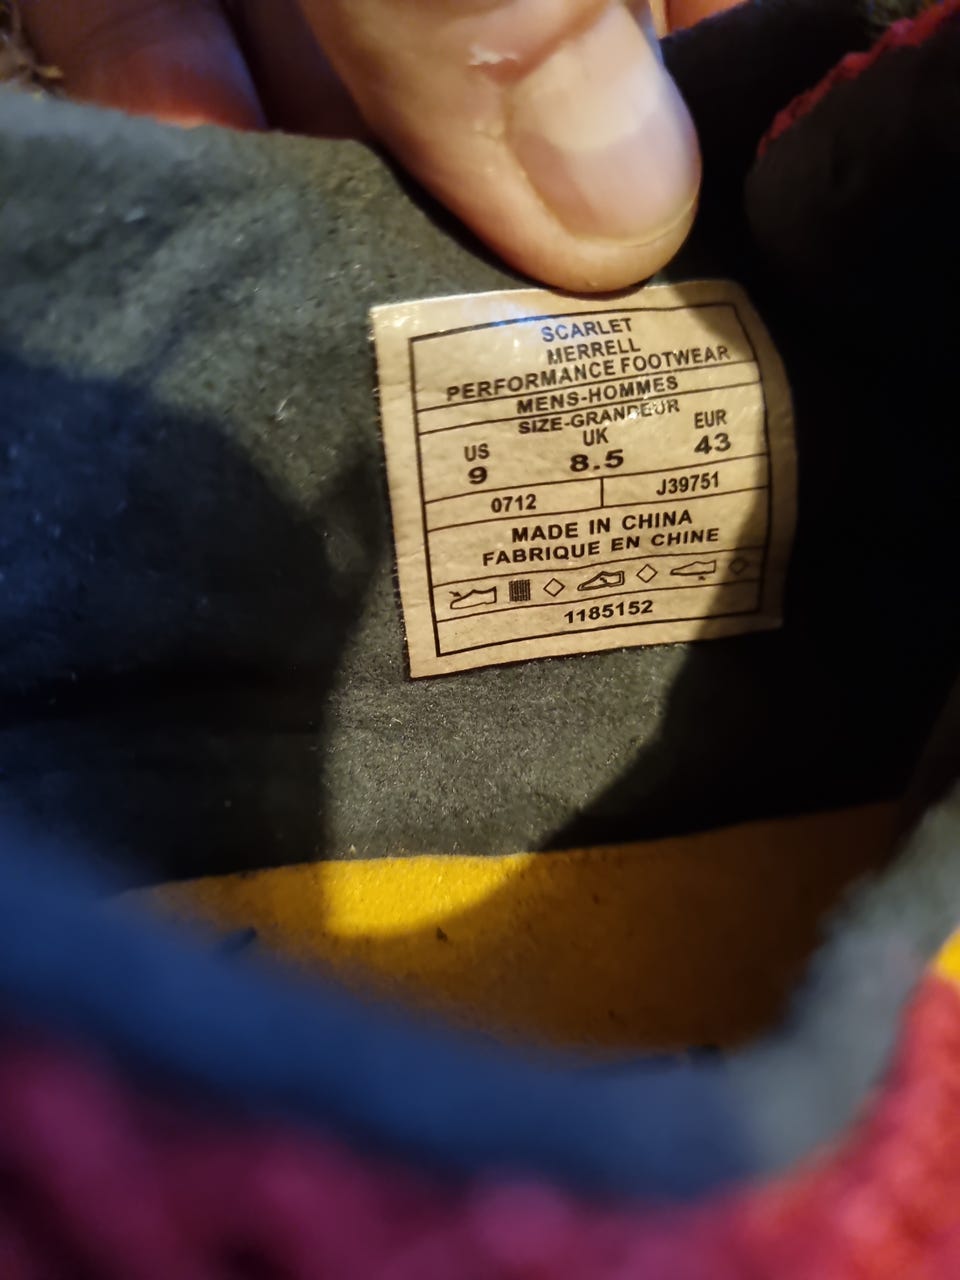 SCARLET
MERRELL
PERFORMANCE FOOTWEAR
MENS-HOMMES
SIZE-GRANDEUR
US UK EUR
9 8.5 43
0712 J39751
MADE IN CHINA
FABRIQUE EN CHINE
1185152